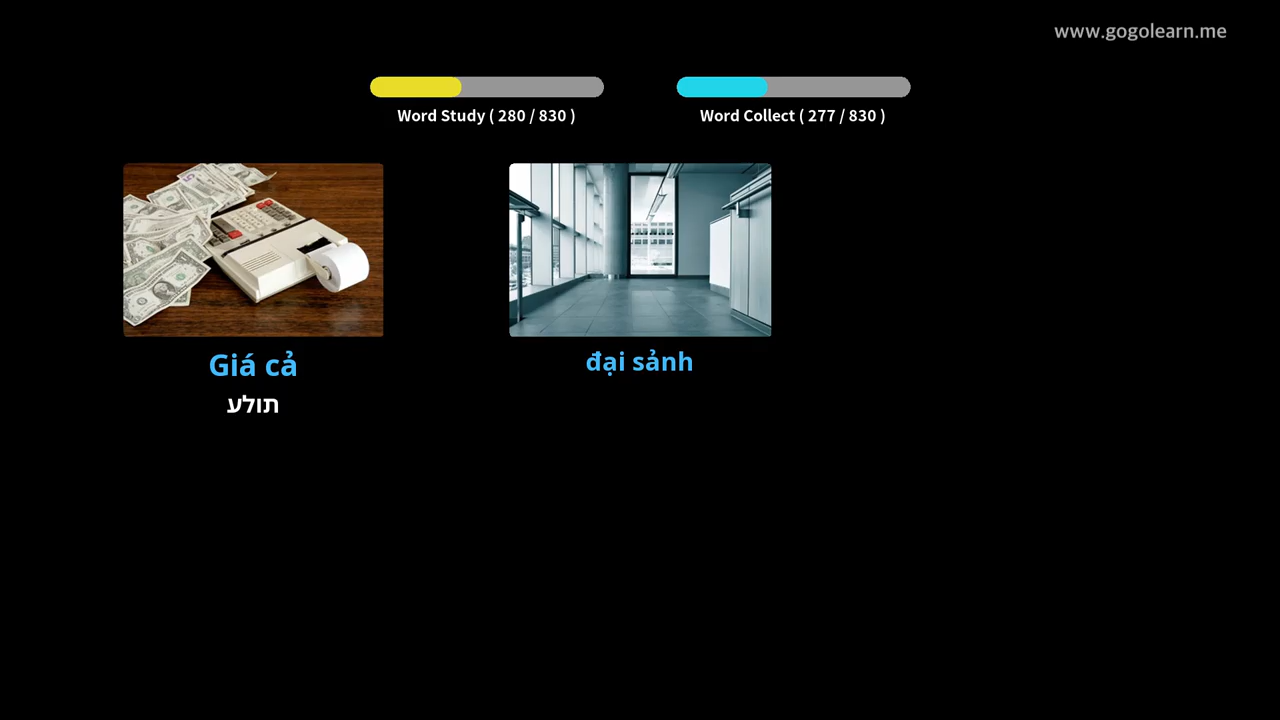 www.gogolearn.me
Word Study ( 280 / 830 )
Word Collect ( 277 / 830 )
Giá cả
תולע
đại sảnh